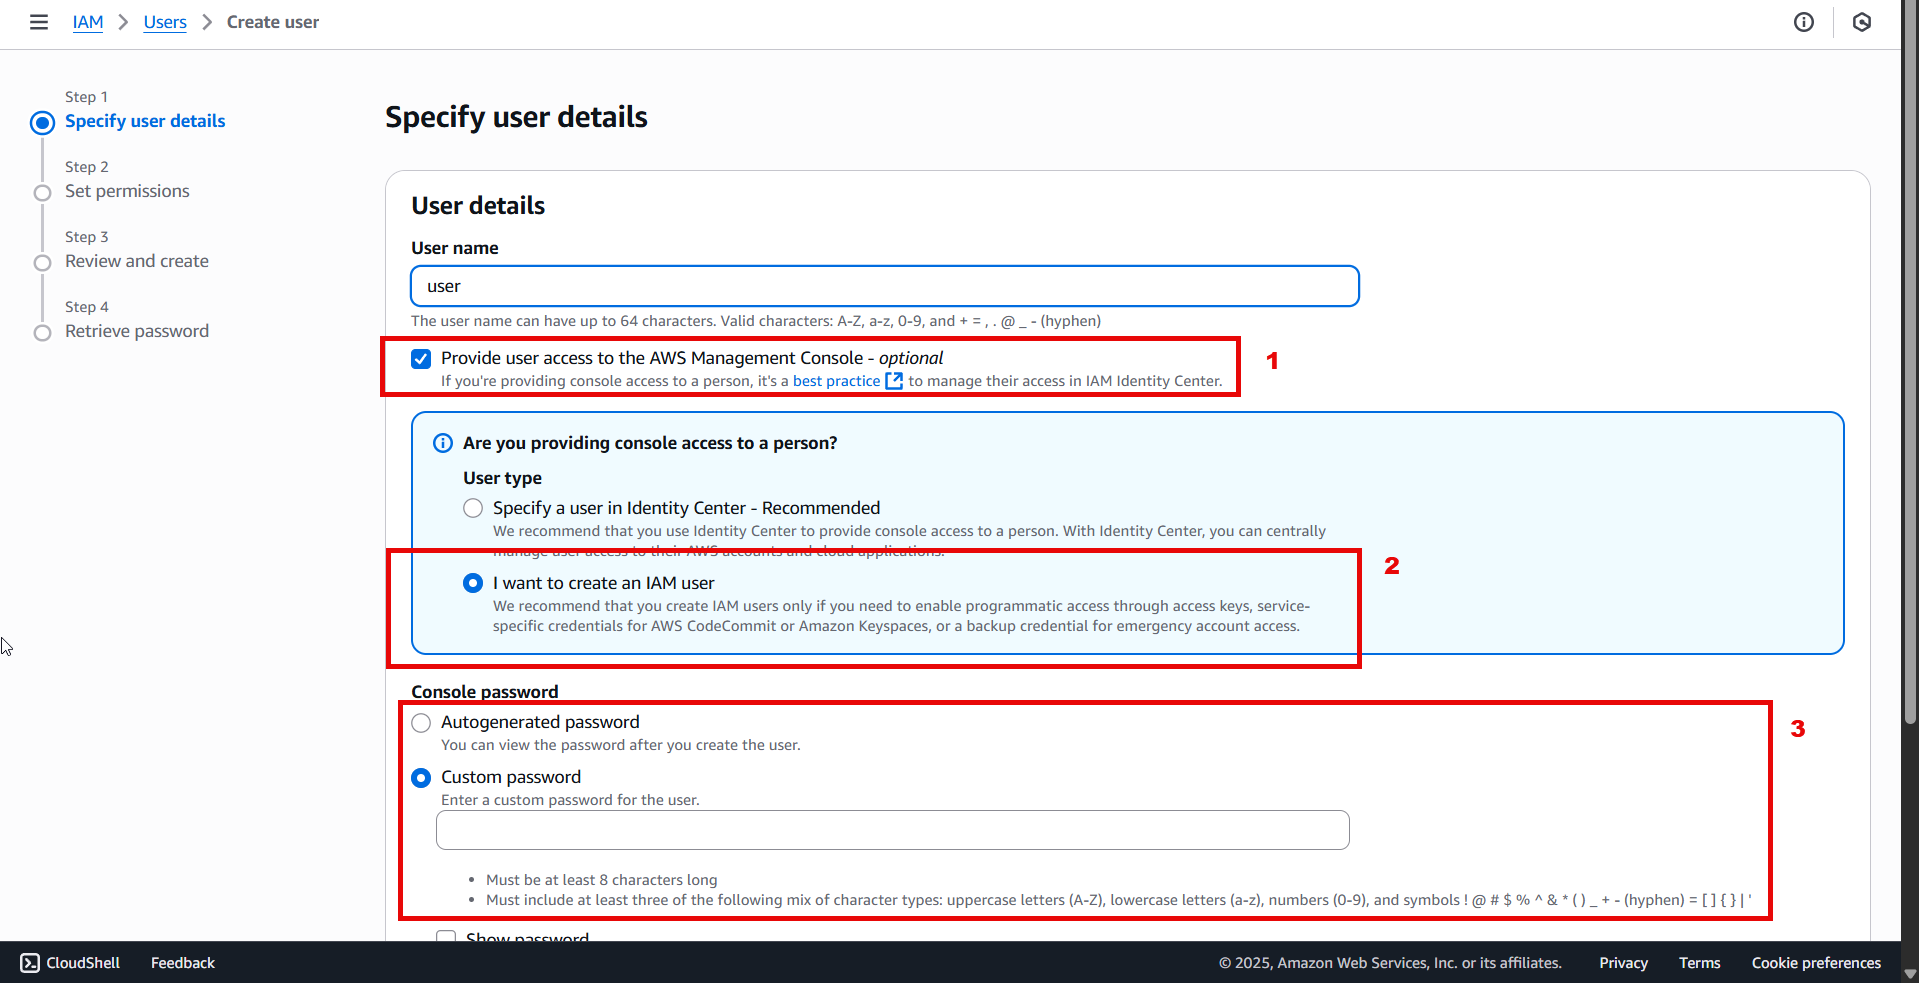 IAM > Users > Create user
Step 1
Specify user details
Step 2
Set permissions
Step 3
Review and create
Step 4
Retrieve password
Specify user details
User details
User name
user
The user name can have up to 64 characters. Valid characters: A-Z, a-z, 0-9, and + = , . @ _ - (hyphen)
Provide user access to the AWS Management Console - optional
If you're providing console access to a person, it's a best practice to manage their access in IAM Identity Center.
1
Are you providing console access to a person?
User type
Specify a user in Identity Center - Recommended
We recommend that you use Identity Center to provide console access to a person. With Identity Center, you can centrally
manage user access to their AWS accounts and cloud applications.
2
I want to create an IAM user
We recommend that you create IAM users only if you need to enable programmatic access through access keys, service-
specific credentials for AWS CodeCommit or Amazon Keyspaces, or a backup credential for emergency account access.
Console password
Autogenerated password
You can view the password after you create the user.
3
Custom password
Enter a custom password for the user.
• Must be at least 8 characters long
• Must include at least three of the following mix of character types: uppercase letters (A-Z), lowercase letters (a-z), numbers (0-9), and symbols ! @ # $ % ^ & * ( ) _ + - (hyphen) = [ ] { } | '
Show password
CloudShell
Feedback
© 2025, Amazon Web Services, Inc. or its affiliates.
Privacy
Terms
Cookie preferences